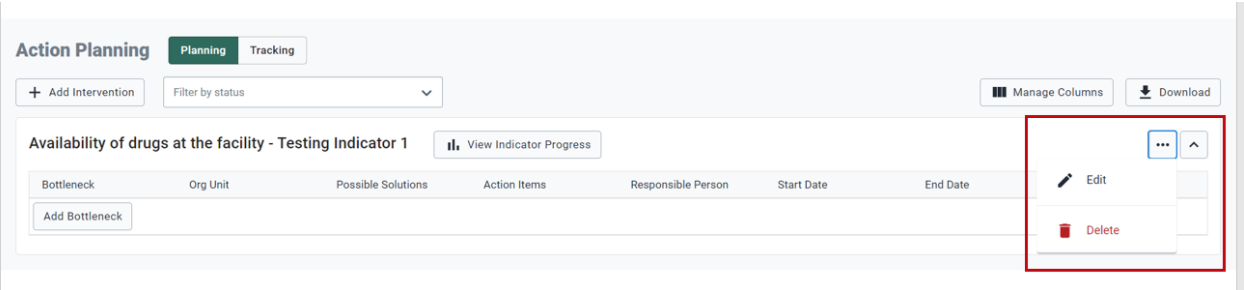 Action Planning Planning Tracking
Add Intervention Filter by status Manage Columns Download
Availability of drugs at the facility - Testing Indicator 1 View Indicator Progress
Bottleneck Org Unit Possible Solutions Action Items Responsible Person Start Date End Date
Edit
Add Bottleneck
Delete